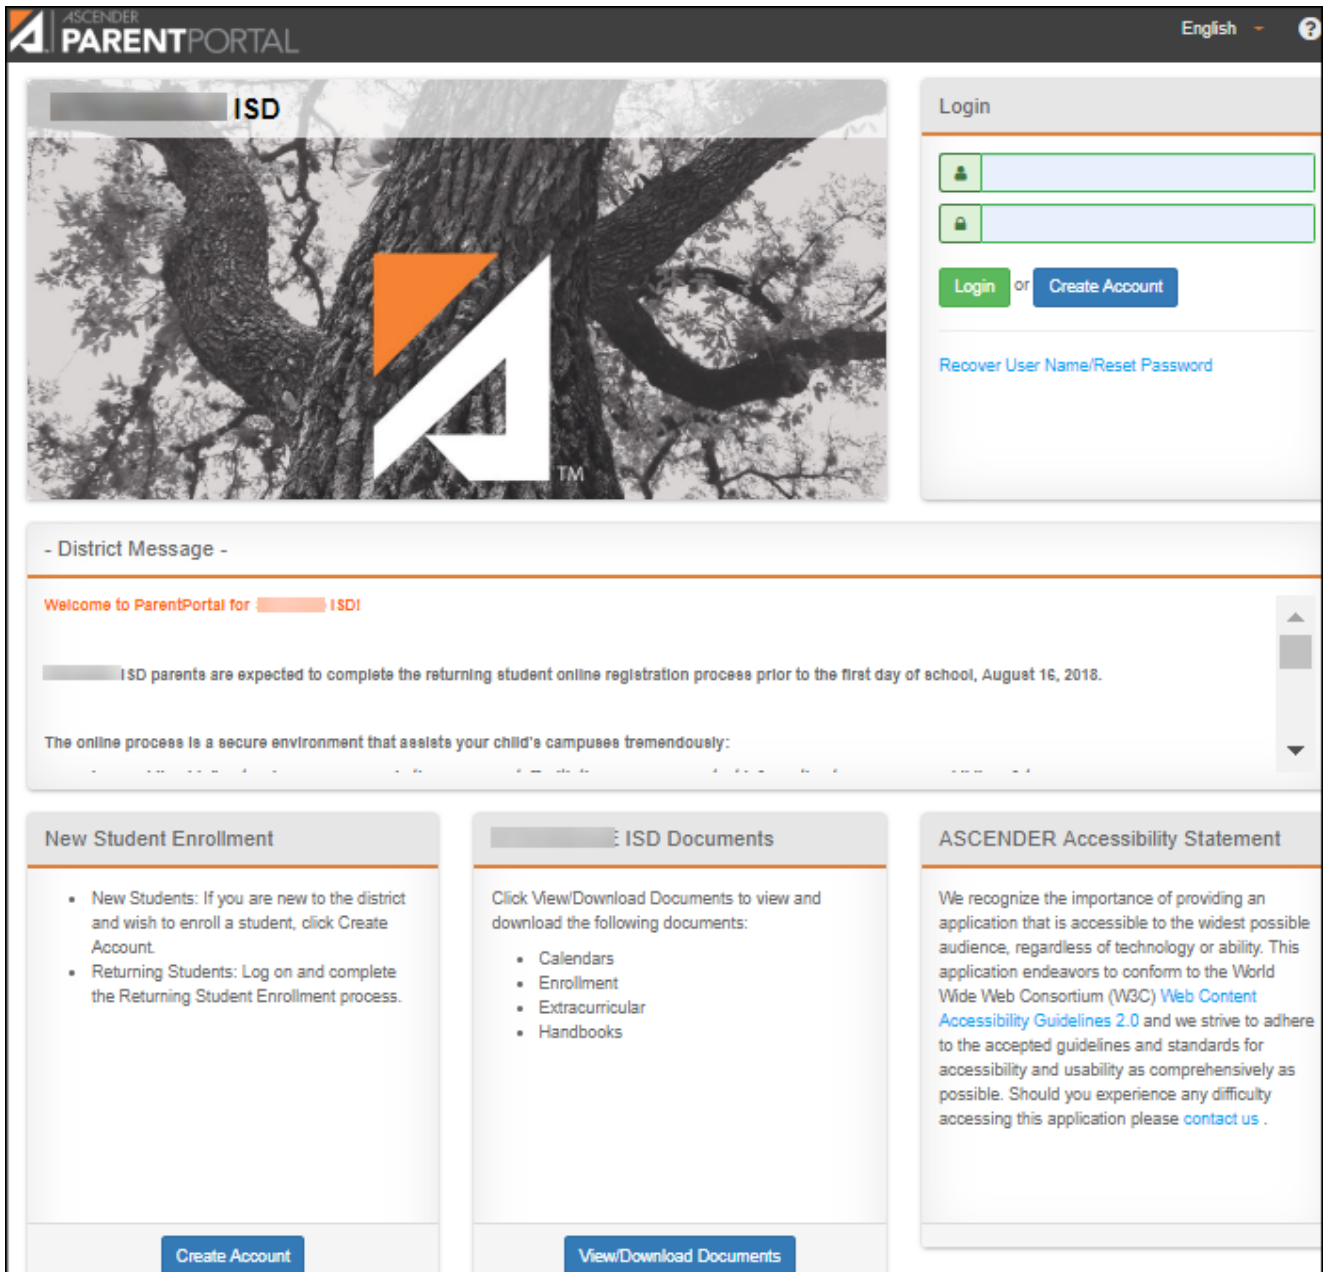 ASCENDER
PARENTPORTAL
English
?
ISD
TM
Login
Login or Create Account
Recover User Name/Reset Password
- District Message -
Welcome to ParentPortal for ISD!
ISD parents are expected to complete the returning student online registration process prior to the first day of school, August 16, 2018.
The online process is a secure environment that assists your child's campuses tremendously:
New Student Enrollment
• New Students: If you are new to the district
and wish to enroll a student, click Create
Account.
• Returning Students: Log on and complete
the Returning Student Enrollment process.
Create Account
E ISD Documents
Click View/Download Documents to view and
download the following documents:
• Calendars
• Enrollment
• Extracurricular
• Handbooks
View/Download Documents
ASCENDER Accessibility Statement
We recognize the importance of providing an
application that is accessible to the widest possible
audience, regardless of technology or ability. This
application endeavors to conform to the World
Wide Web Consortium (W3C) Web Content
Accessibility Guidelines 2.0 and we strive to adhere
to the accepted guidelines and standards for
accessibility and usability as comprehensively as
possible. Should you experience any difficulty
accessing this application please contact us .